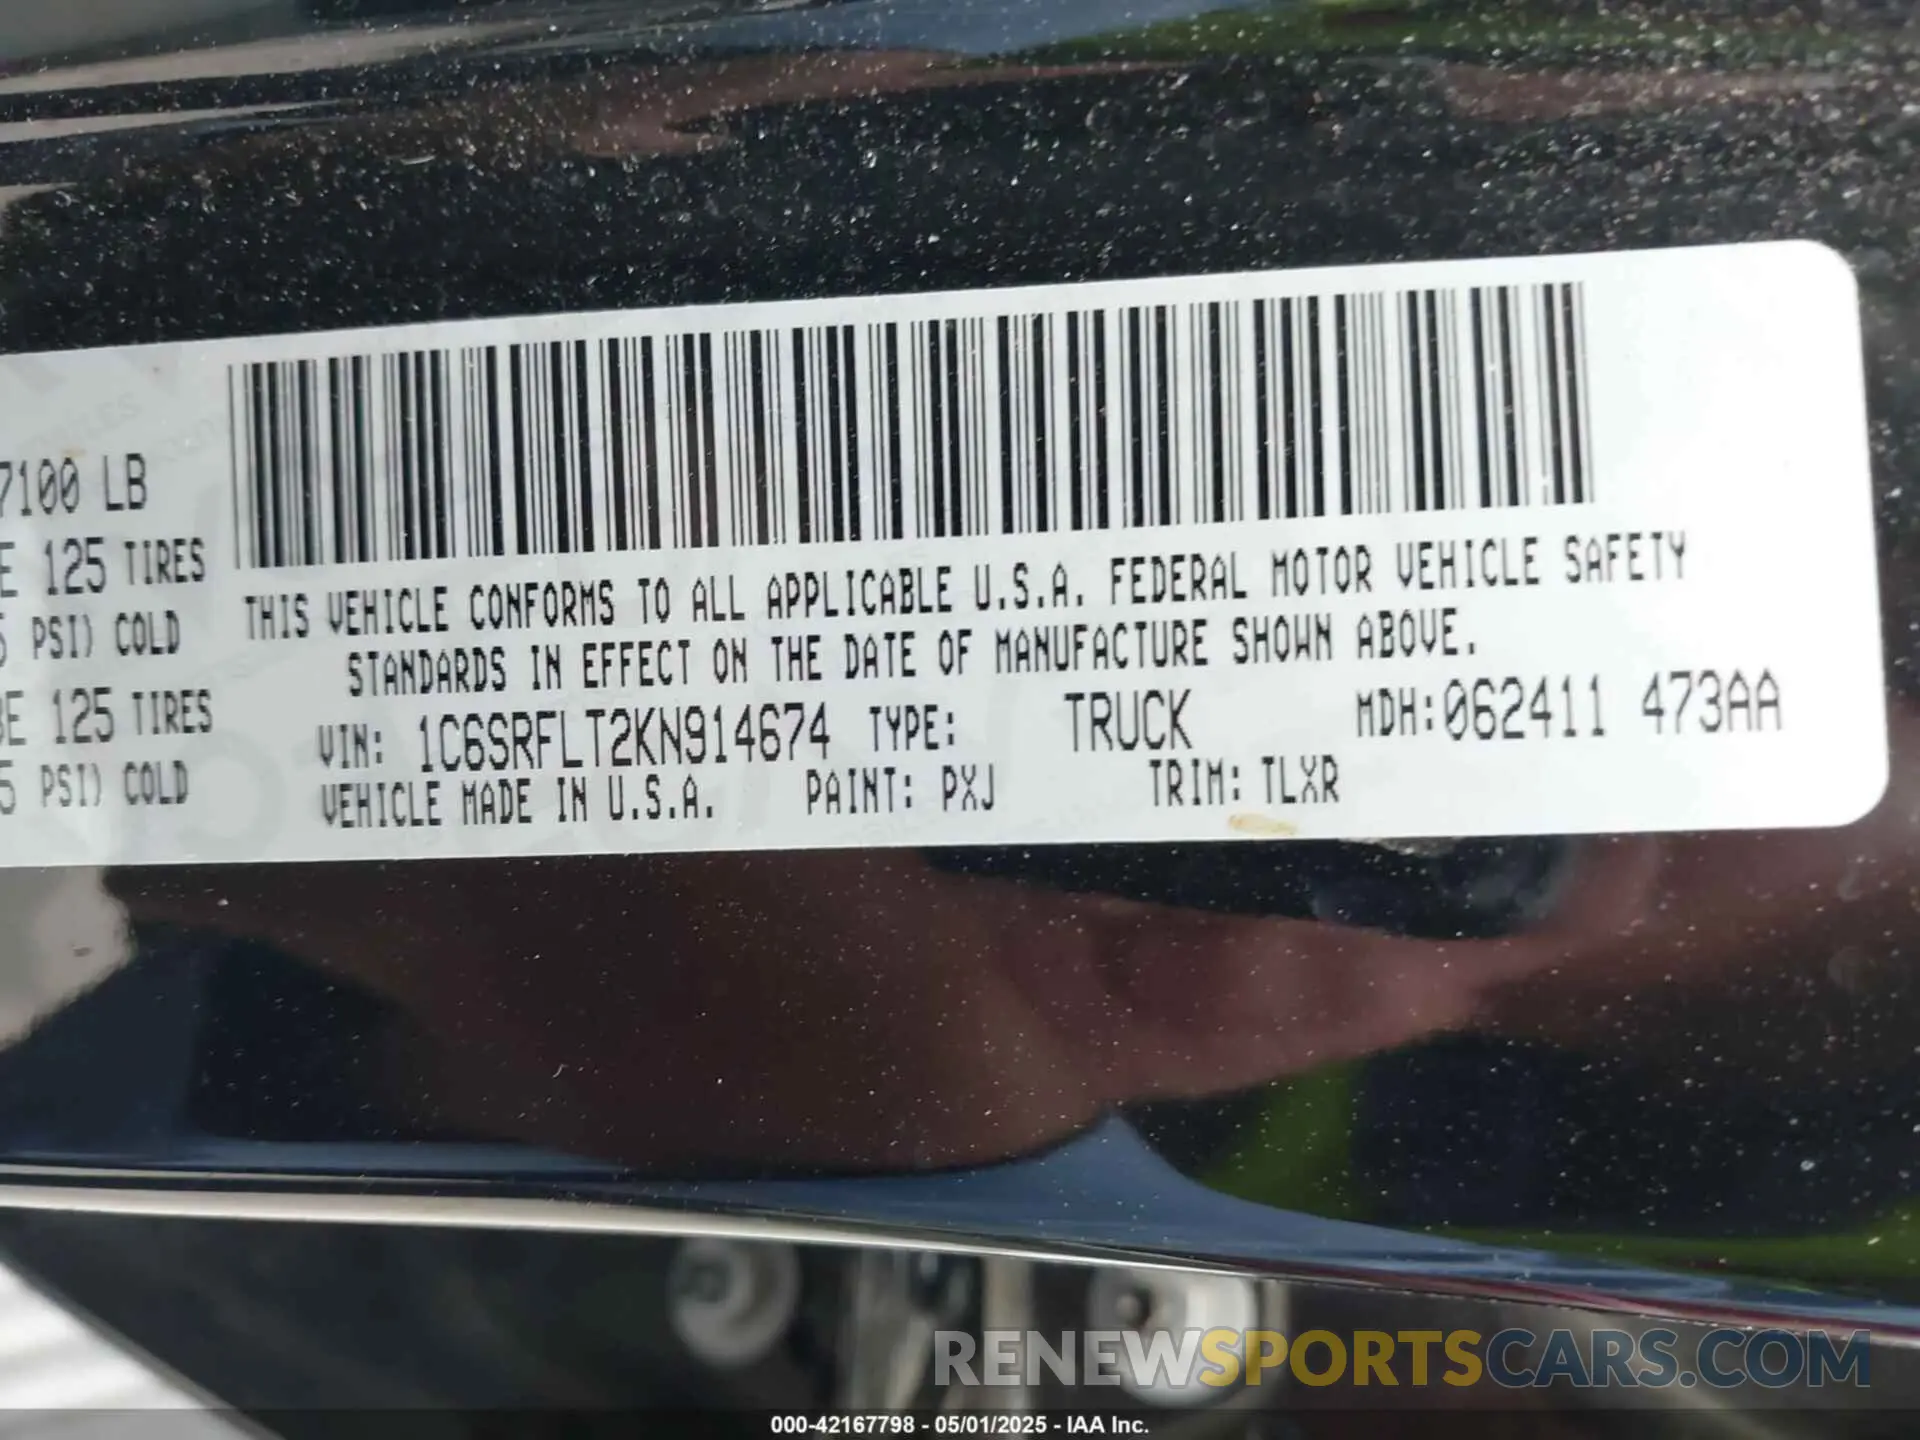 7100 LB
E 125 TIRES
5 PSI) COLD
BE 125 TIRES
5 PSI) COLD
THIS VEHICLE CONFORMS TO ALL APPLICABLE U.S.A. FEDERAL MOTOR VEHICLE SAFETY
STANDARDS IN EFFECT ON THE DATE OF MANUFACTURE SHOWN ABOVE.
VIN: 1C6SRFLT2KN914674 TYPE: TRUCK MDH:062411 473AA
VEHICLE MADE IN U.S.A. PAINT: PXJ TRIM: TLXR
RENEWSPORTSCARS.COM
000-42167798 - 05/01/2025 - IAA Inc.